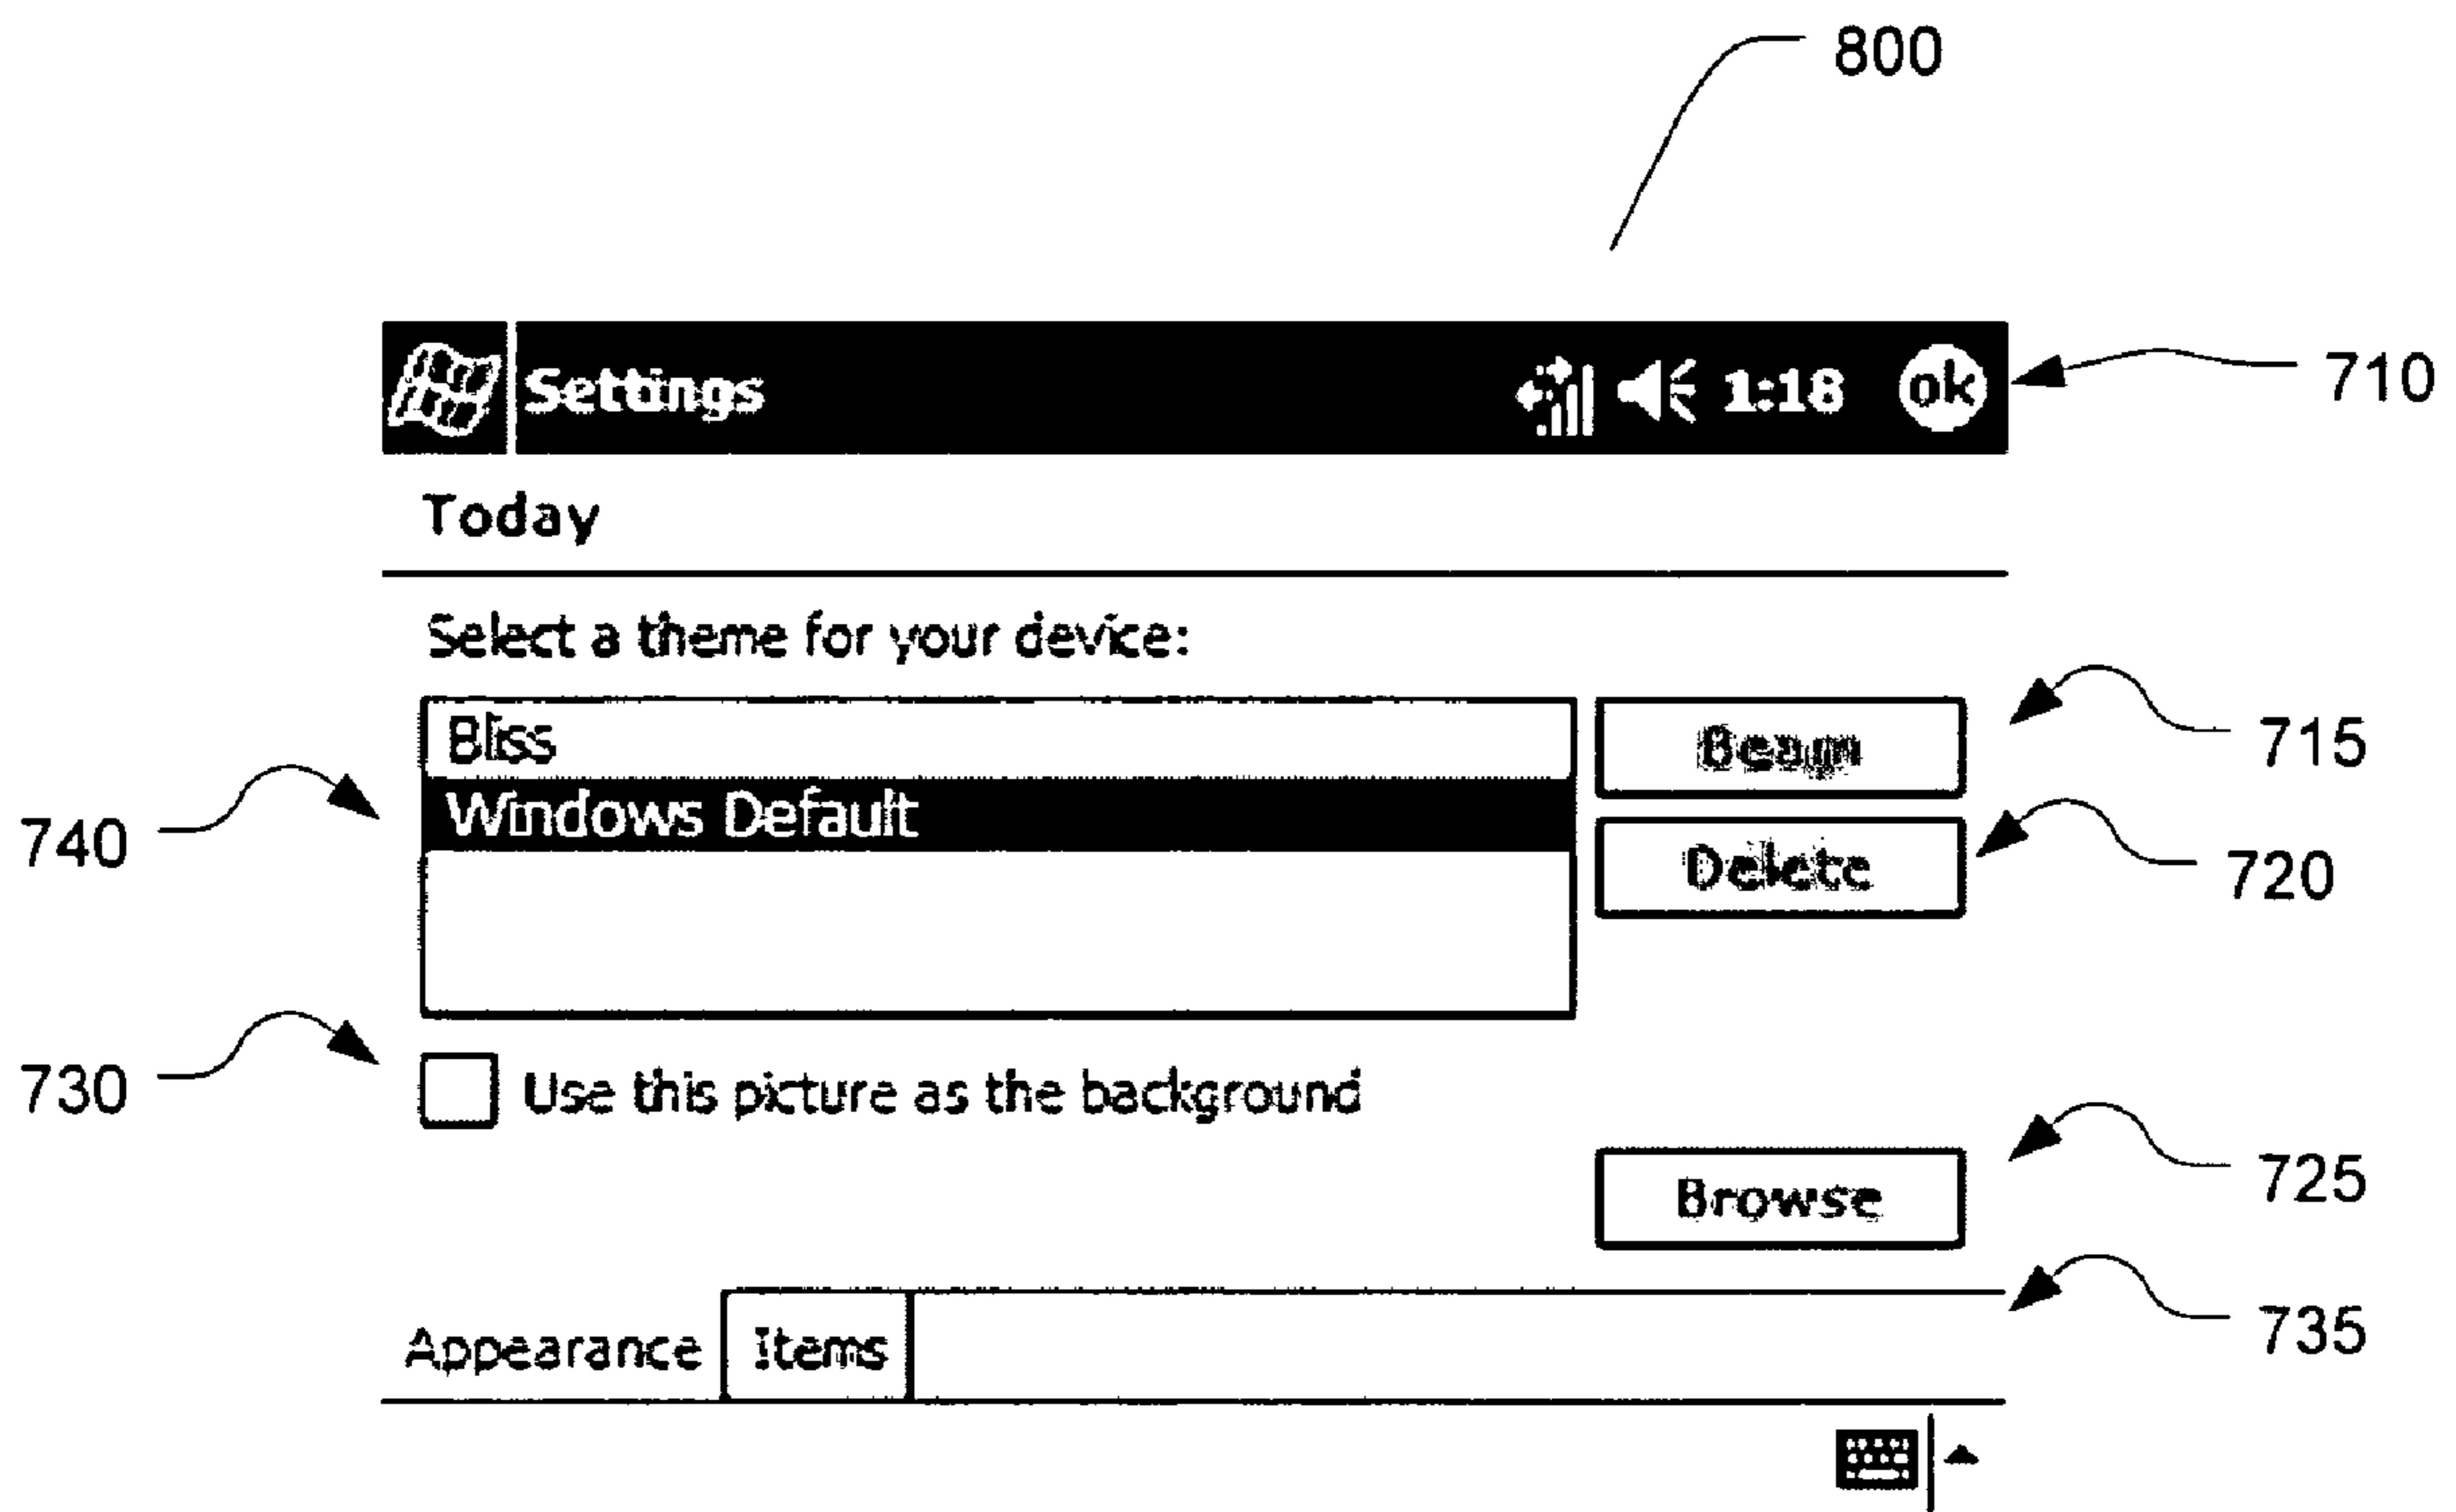 800
Settings 1:18 ok 710
Today
Select a theme for your device:
Bliss Beam 715
740 Windows Default Delete 720
730 Use this picture as the background
Browse 725
Appearance Items 735